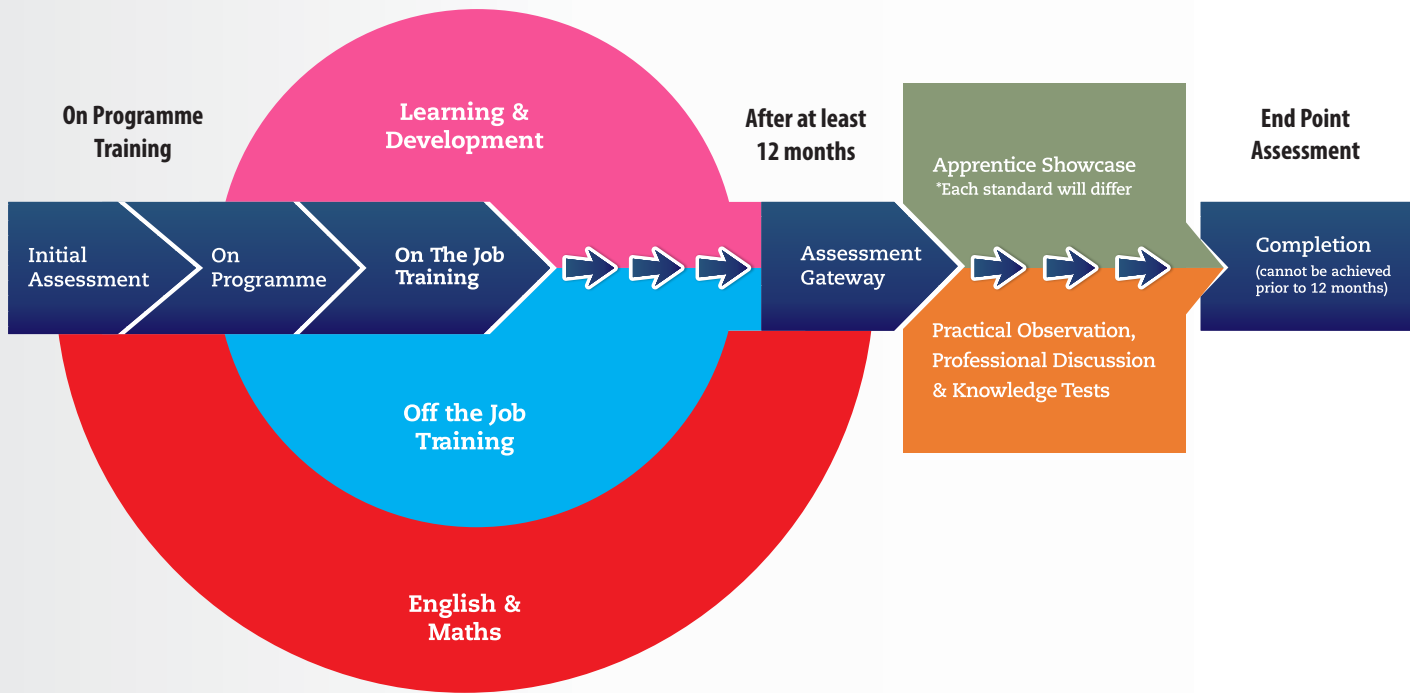 On Programme
Training
Learning &
Development
After at least
12 months
Apprentice Showcase
*Each standard will differ
End Point
Assessment
Initial
Assessment
On
Programme
On The Job
Training
Assessment
Gateway
Completion
(cannot be achieved
prior to 12 months)
Practical Observation,
Professional Discussion
& Knowledge Tests
Off the Job
Training
English &
Maths